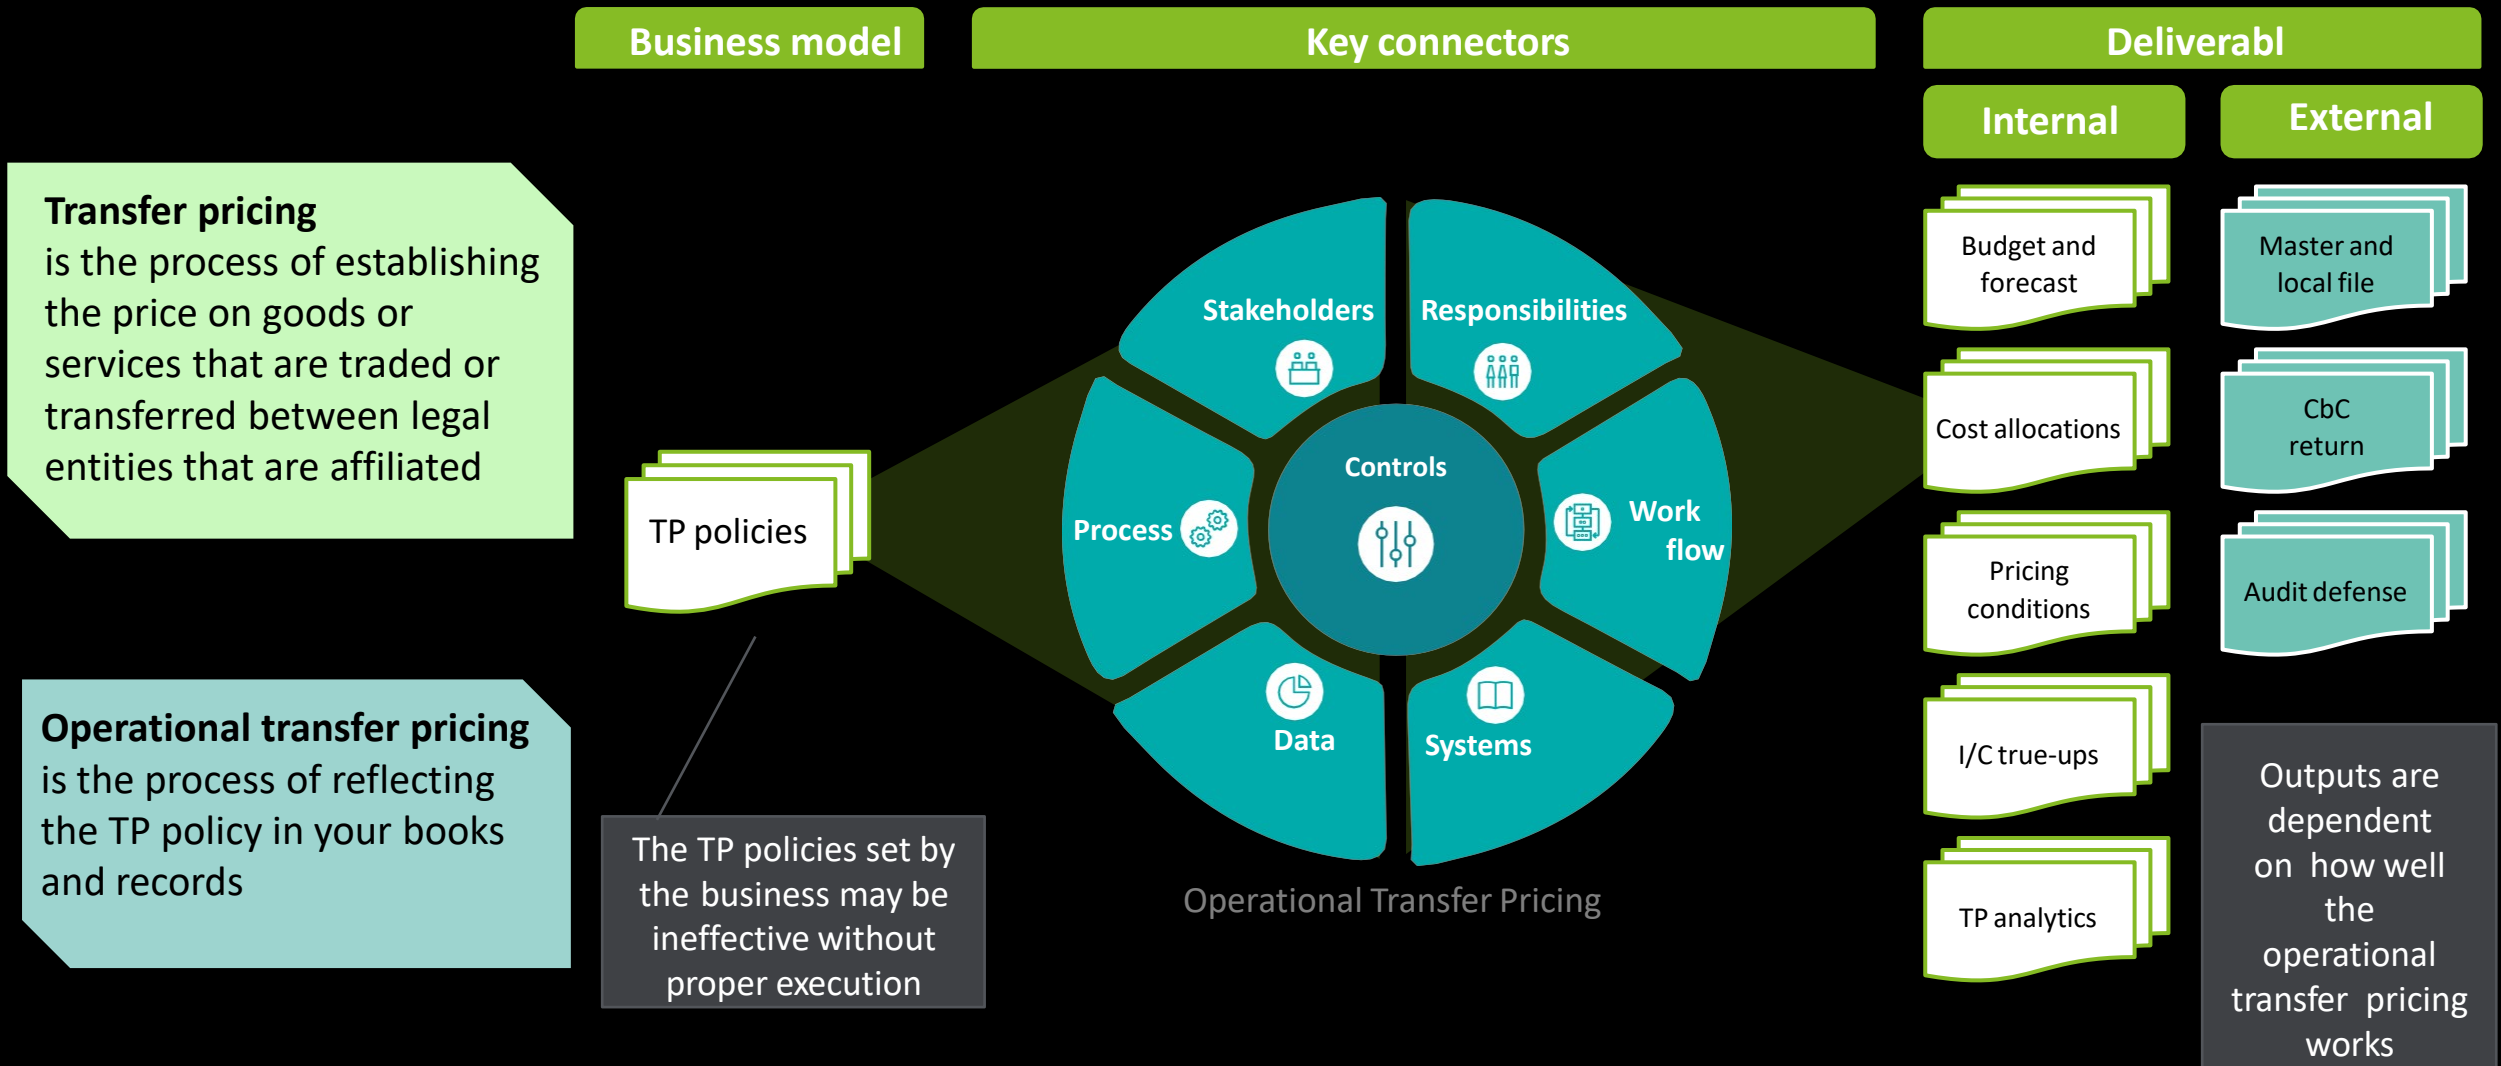 Business model
Key connectors
Deliverabl
Internal
External
Transfer pricing
is the process of establishing
the price on goods or
services that are traded or
transferred between legal
entities that are affiliated
Operational transfer pricing
is the process of reflecting
the TP policy in your books
and records
TP policies
The TP policies set by
the business may be
ineffective without
proper execution
Stakeholders
Responsibilities
Controls
Process
Work
flow
Data
Systems
Operational Transfer Pricing
Budget and
forecast
Cost allocations
Pricing
conditions
I/C true-ups
TP analytics
Master and
local file
CbC
return
Audit defense
Outputs are
dependent
on how well
the
operational
transfer pricing
works